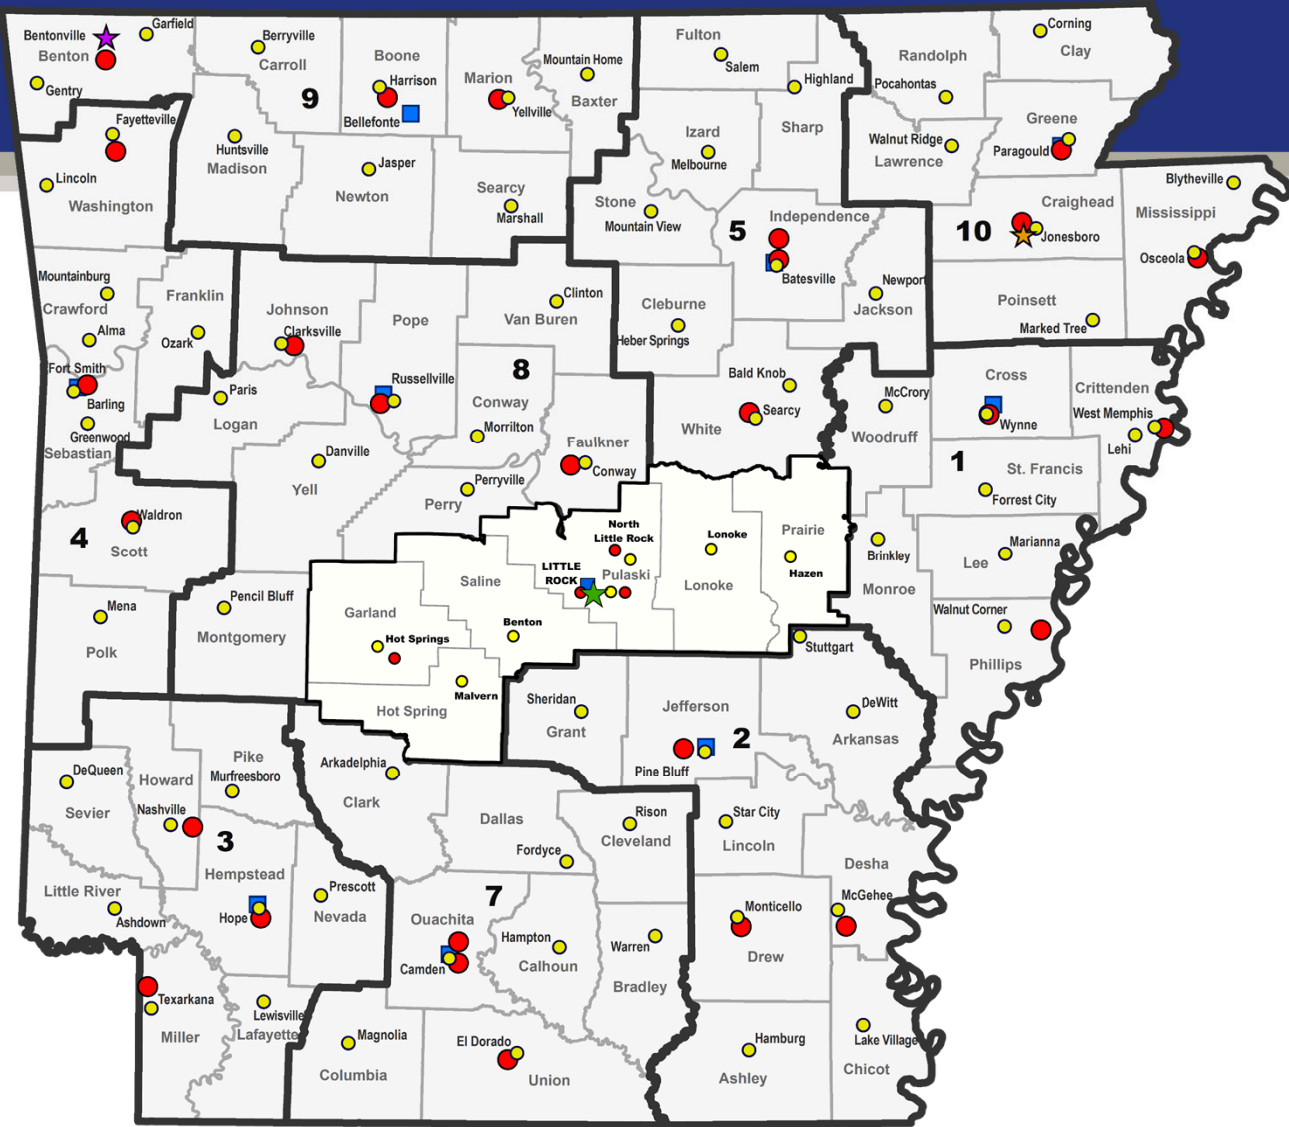 Garfield
Bentonville
Benton
Gentry
Berryville
Carroll
Boone
Harrison
Bellefonte
9
Marion
Yellville
Mountain Home
Baxter
Fulton
Salem
Highland
Sharp
Randolph
Pocahontas
Corning
Clay
Greene
Paragould
Walnut Ridge
Lawrence
Fayetteville
Lincoln
Washington
Huntsville
Madison
Jasper
Newton
Searcy
Marshall
Izard
Melbourne
Stone
Mountain View
5
Independence
Batesville
Newport
Jackson
10
Craighead
Jonesboro
Blytheville
Mississippi
Osceola
Poinsett
Marked Tree
Mountainburg
Crawford
Alma
Franklin
Ozark
Johnson
Clarksville
Pope
Russellville
Clinton
Van Buren
Cleburne
Heber Springs
Fort Smith
Barling
Greenwood
Sebastian
Paris
Logan
8
Conway
Morrilton
Faulkner
Conway
Bald Knob
Searcy
White
McCrory
Woodruff
Cross
Wynne
Crittenden
West Memphis
Lehi
1
St. Francis
Forrest City
Danville
Yell
Perryville
Perry
4
Waldron
Scott
North
Little Rock
LITTLE
ROCK
Pulaski
Lonoke
Lonoke
Prairie
Hazen
Brinkley
Monroe
Marianna
Lee
Walnut Corner
Phillips
Mena
Polk
Pencil Bluff
Montgomery
Saline
Benton
Garland
Hot Springs
Malvern
Hot Spring
Stuttgart
DeWitt
Arkansas
Sheridan
Grant
Jefferson
2
Pine Bluff
DeQueen
Sevier
Howard
Nashville
Pike
Murfreesboro
3
Hempstead
Hope
Prescott
Nevada
Little River
Ashdown
Arkadelphia
Clark
Dallas
Fordyce
Rison
Cleveland
Star City
Lincoln
Desha
McGehee
Monticello
Drew
7
Ouachita
Camden
Hampton
Calhoun
Warren
Bradley
Texarkana
Miller
Lewisville
Lafayette
Magnolia
Columbia
El Dorado
Union
Hamburg
Ashley
Lake Village
Chicot